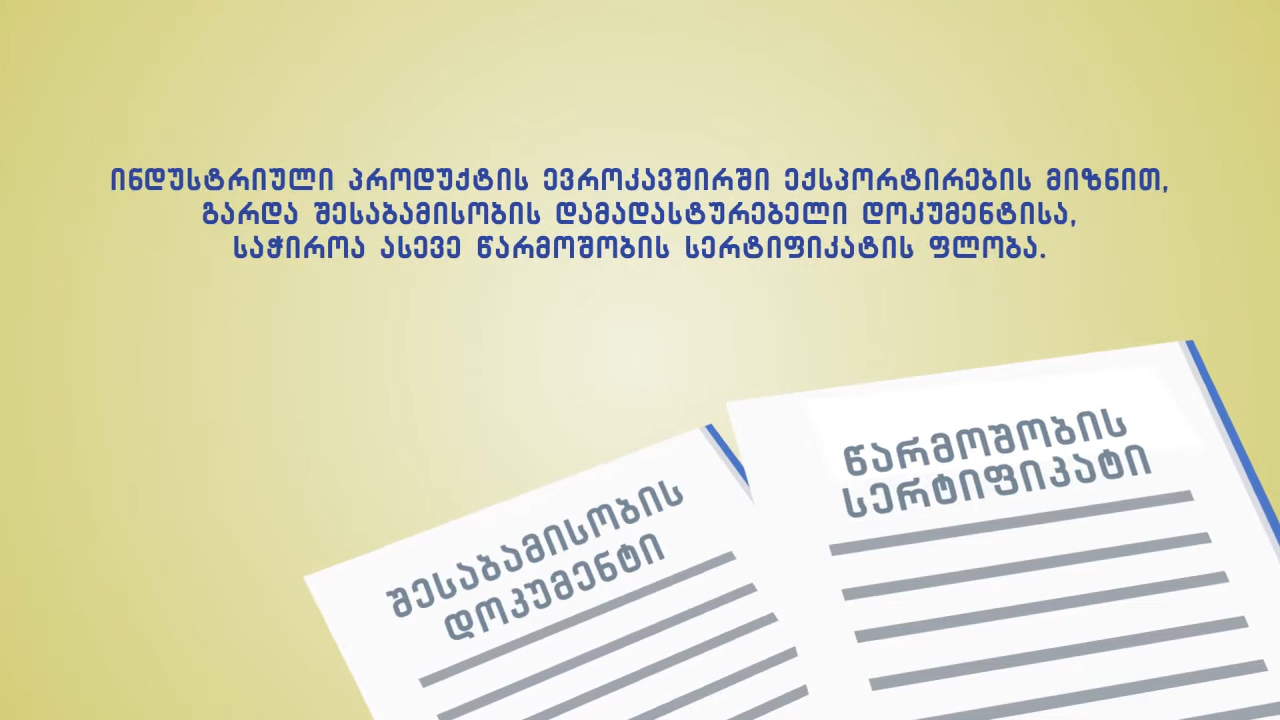 ინდუსტრიული პროდუქტის ევროკავშირში ექსპორტირების მიზნით,
გარდა შესაბამისობის დამადასტურებელი დოკუმენტისა,
საჭიროა ასევე წარმოშობის სერტიფიკატის ფლობა.
შესაბამისობის
დოკუმენტი
წარმოშობის
სერტიფიკატი